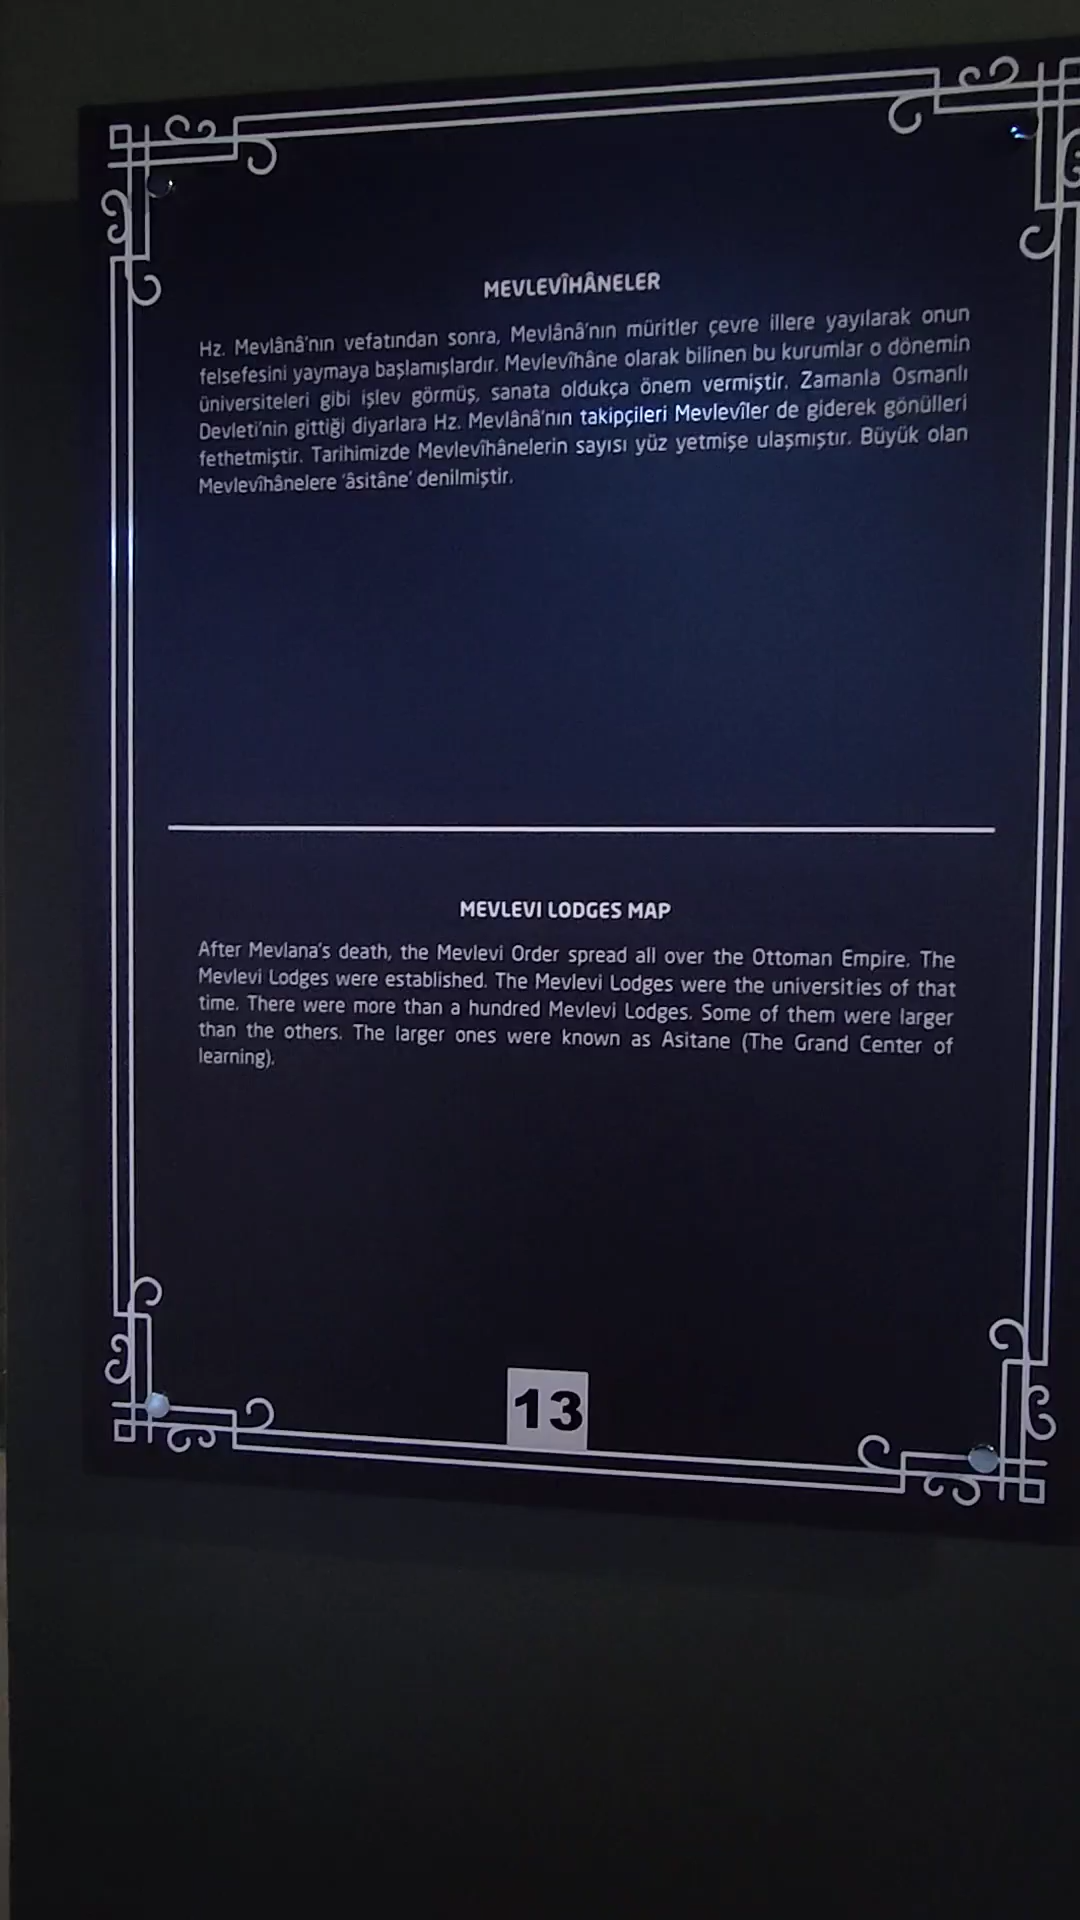 MEVLEVÎHÂNELER
Hz. Mevlânâ'nın vefatından sonra, Mevlânâ'nın müritler çevre illere yayılarak onun
felsefesini yaymaya başlamışlardır. Mevlevîhâne olarak bilinen bu kurumlar o dönemin
üniversiteleri gibi işlev görmüş, sanata oldukça önem vermiştir. Zamanla Osmanlı
Devleti'nin gittiği diyarlara Hz. Mevlânâ'nın takipçileri Mevlevîler de giderek gönülleri
fethetmiştir. Tarihimizde Mevlevîhânelerin sayısı yüz yetmişe ulaşmıştır. Büyük olan
Mevlevîhânelere 'âsitâne' denilmiştir.
MEVLEVI LODGES MAP
After Mevlana's death, the Mevlevi Order spread all over the Ottoman Empire. The
Mevlevi Lodges were established. The Mevlevi Lodges were the universities of that
time. There were more than a hundred Mevlevi Lodges. Some of them were larger
than the others. The larger ones were known as Asitane (The Grand Center of
learning).
13